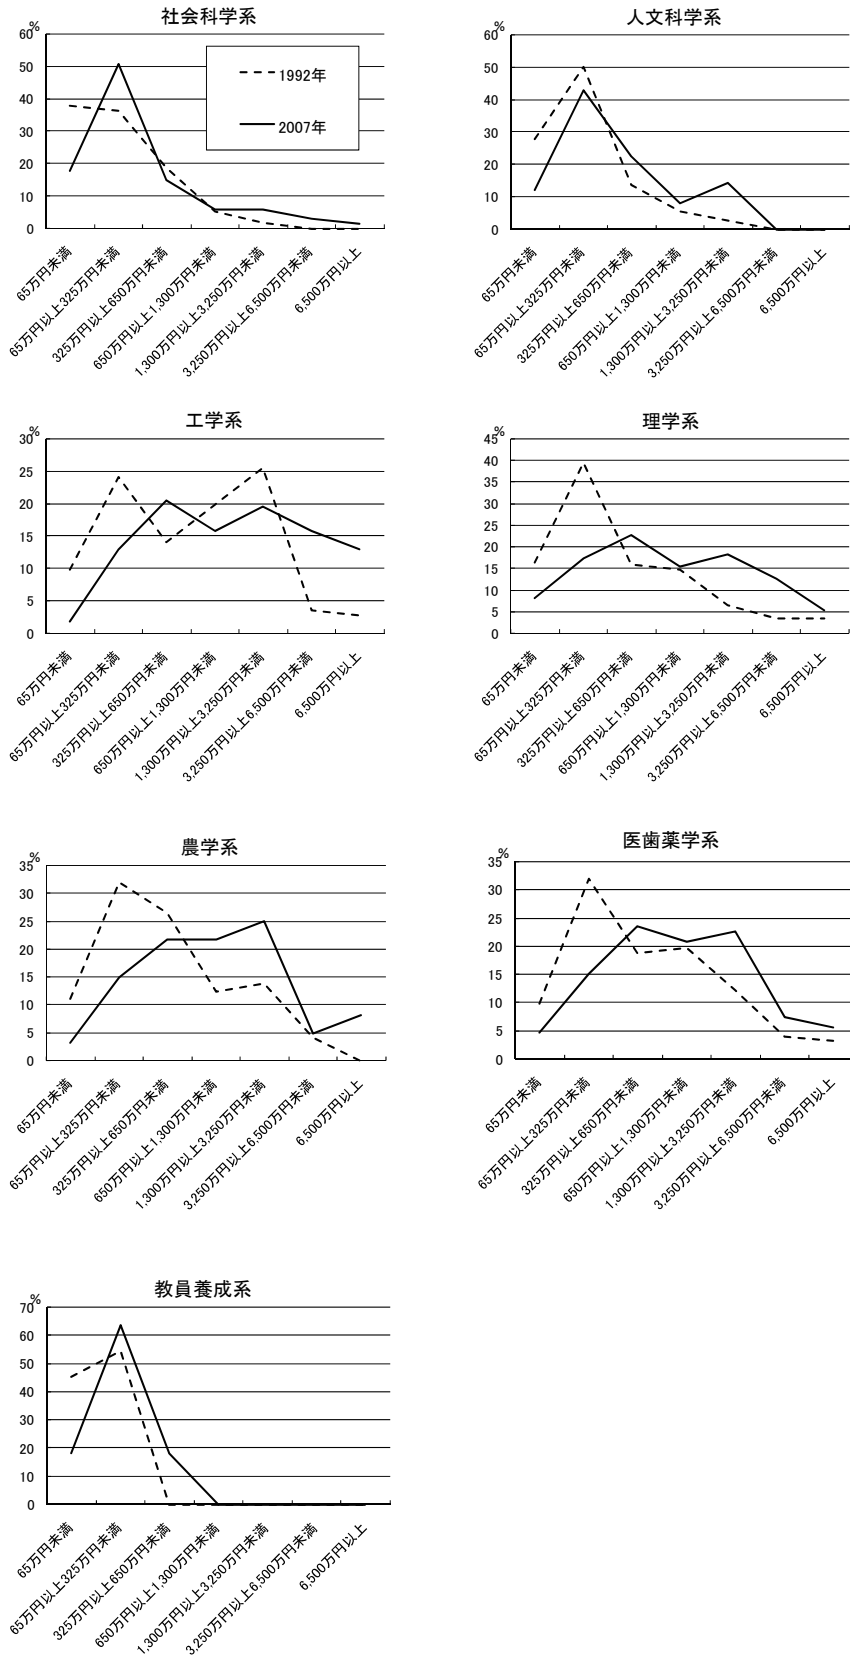 社会科学系
%
60
50
40
30
20
10
0
1992年
2007年
65万円未満
65万円以上325万円未満
325万円以上650万円未満
650万円以上1,300万円未満
1,300万円以上3,250万円未満
3,250万円以上6,500万円未満
6,500万円以上
人文科学系
%
60
50
40
30
20
10
0
65万円未満
65万円以上325万円未満
325万円以上650万円未満
650万円以上1,300万円未満
1,300万円以上3,250万円未満
3,250万円以上6,500万円未満
6,500万円以上
工学系
%
30
25
20
15
10
5
0
65万円未満
65万円以上325万円未満
325万円以上650万円未満
650万円以上1,300万円未満
1,300万円以上3,250万円未満
3,250万円以上6,500万円未満
6,500万円以上
理学系
%
45
40
35
30
25
20
15
10
5
0
65万円未満
65万円以上325万円未満
325万円以上650万円未満
650万円以上1,300万円未満
1,300万円以上3,250万円未満
3,250万円以上6,500万円未満
6,500万円以上
農学系
%
35
30
25
20
15
10
5
0
65万円未満
65万円以上325万円未満
325万円以上650万円未満
650万円以上1,300万円未満
1,300万円以上3,250万円未満
3,250万円以上6,500万円未満
6,500万円以上
医歯薬学系
%
35
30
25
20
15
10
5
0
65万円未満
65万円以上325万円未満
325万円以上650万円未満
650万円以上1,300万円未満
1,300万円以上3,250万円未満
3,250万円以上6,500万円未満
6,500万円以上
教員養成系
%
70
60
50
40
30
20
10
0
65万円未満
65万円以上325万円未満
325万円以上650万円未満
650万円以上1,300万円未満
1,300万円以上3,250万円未満
3,250万円以上6,500万円未満
6,500万円以上